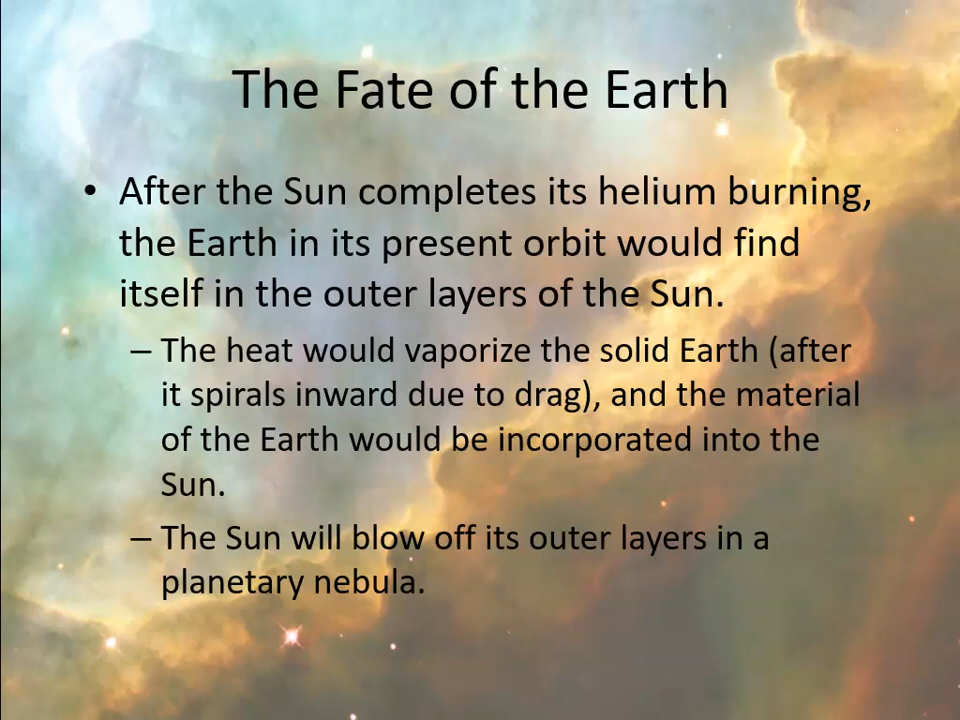 The Fate of the Earth
• After the Sun completes its helium burning,
the Earth in its present orbit would find
itself in the outer layers of the Sun.
– The heat would vaporize the solid Earth (after
it spirals inward due to drag), and the material
of the Earth would be incorporated into the
Sun.
– The Sun will blow off its outer layers in a
planetary nebula.